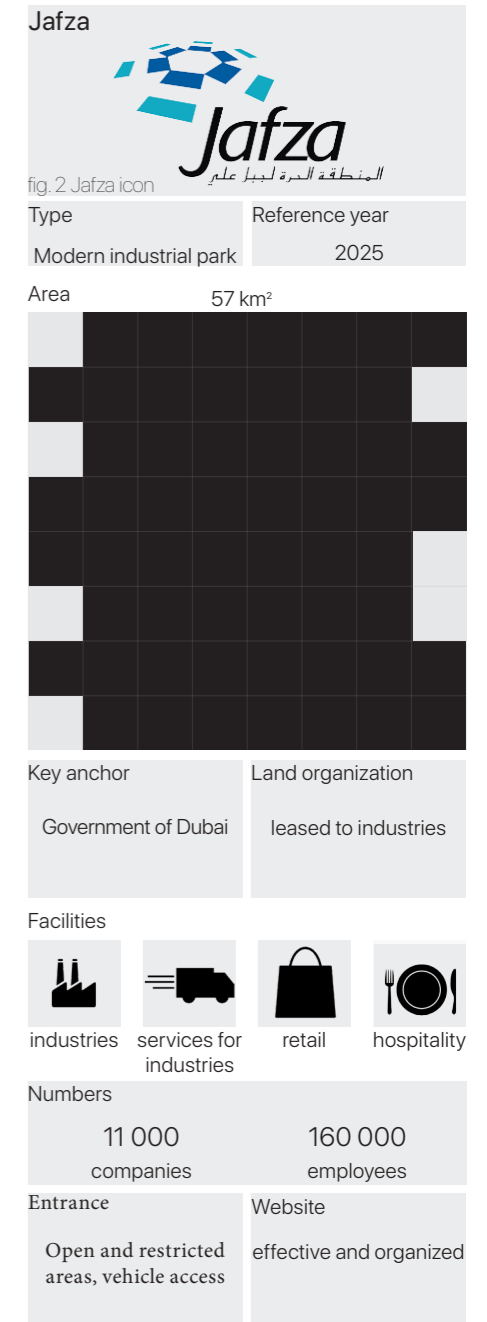 Jafza
Jafza
المنطقة الحرة لجبل علي
fig. 2 Jafza icon
Type
Reference year
Modern industrial park
2025
Area
57 km²
Key anchor
Land organization
Government of Dubai
leased to industries
Facilities
industries
services for
industries
retail
hospitality
Numbers
11 000
160 000
companies
employees
Entrance
Website
Open and restricted
areas, vehicle access
effective and organized